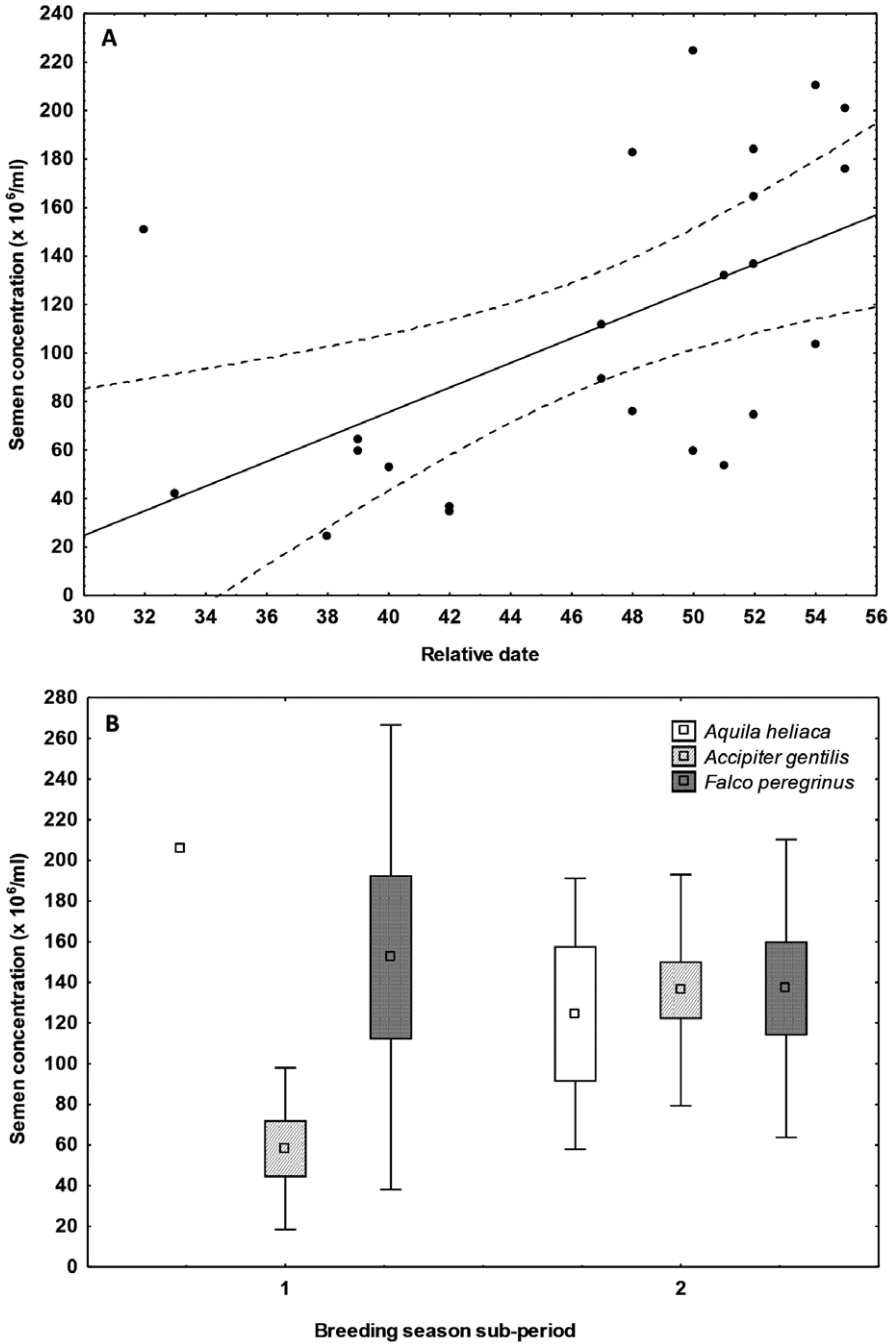 A
Semen concentration (x 10⁶/ml)
240
220
200
180
160
140
120
100
80
60
40
20
0
30 32 34 36 38 40 42 44 46 48 50 52 54 56
Relative date
B
Aquila heliaca
Accipiter gentilis
Falco peregrinus
Semen concentration (x 10⁶/ml)
280
260
240
220
200
180
160
140
120
100
80
60
40
20
0
1 2
Breeding season sub-period